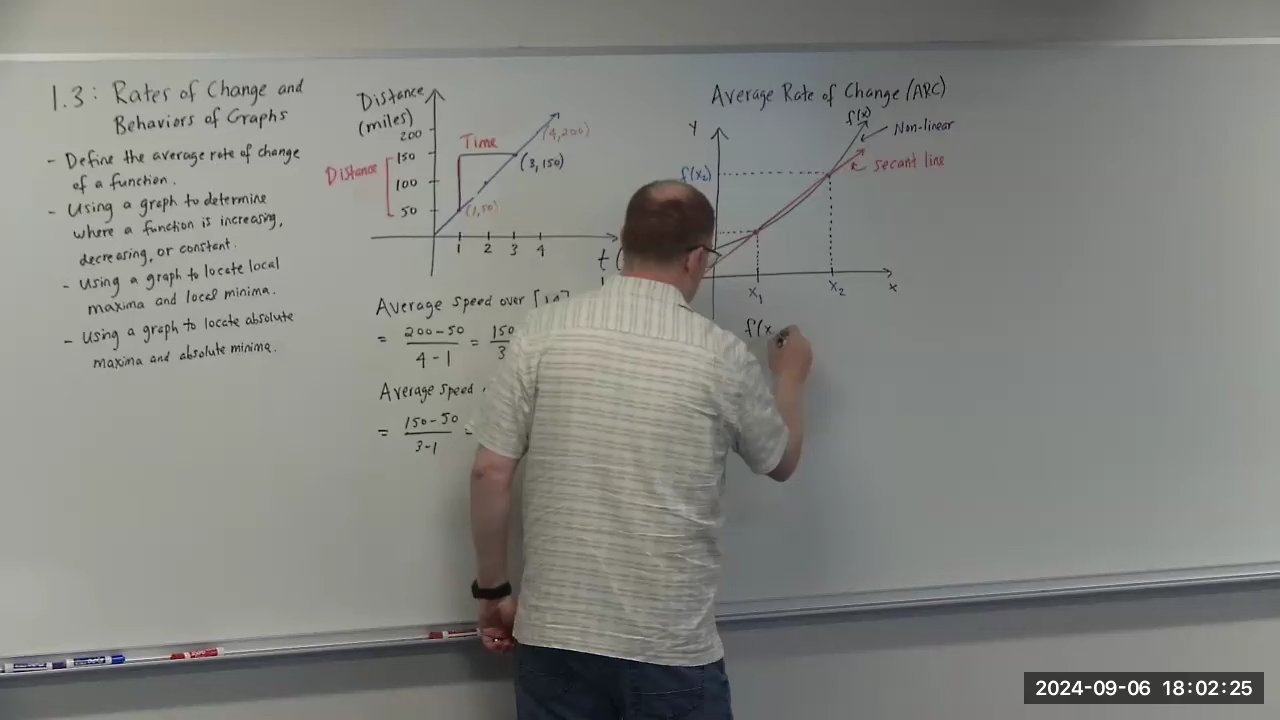 1.3: Rates of Change and
Behaviors of Graphs
- Define the average rate of change
of a function.
- Using a graph to determine
where a function is increasing,
decreasing, or constant.
- Using a graph to locate local
maxima and local minima.
- Using a graph to locate absolute
maxima and absolute minima.
Distance
(miles)
200
150
100
50
Distance
Time
(4,200)
(3,150)
(1,50)
1 2 3 4
t (
Average speed over [1,4]
= 200-50 / 4-1 = 150 / 3
Average speed
= 150-50 / 3-1 =
Average Rate of Change (ARC)
y
f(x)
Non-linear
secant line
f(x₂)
x₁ x₂ x
f(x
2024-09-06 18:02:25